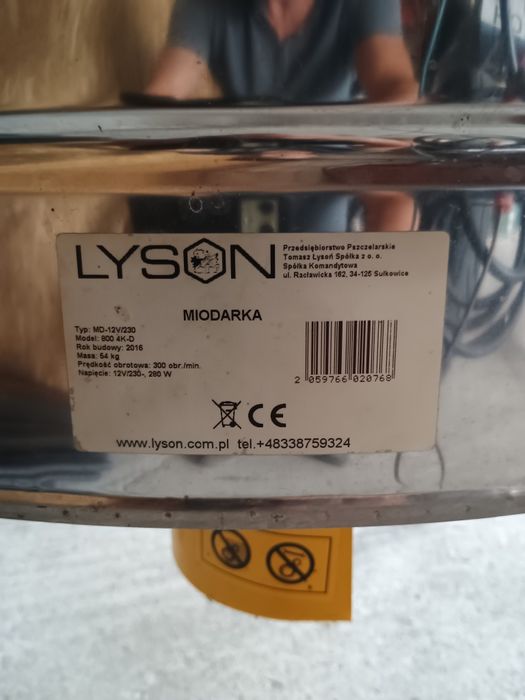 LYSON
Przedsiębiorstwo Pszczelarskie
Tomasz Łysoń Spółka z o. o.
Spółka Komandytowa
ul. Racławicka 162, 34-125 Sułkowice
MIODARKA
Typ: MD-12V/230
Model: 800 4K-D
Rok budowy: 2016
Masa: 54 kg
Prędkość obrotowa: 300 obr./min.
Napięcie: 12V/230~, 280 W
2 059766 020768
CE
www.lyson.com.pl tel.+48338759324